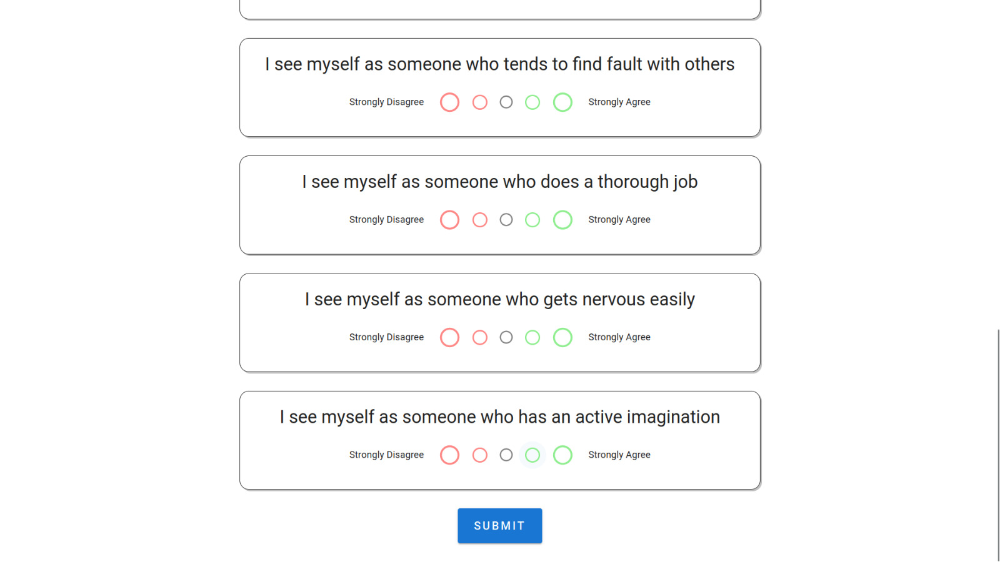 I see myself as someone who tends to find fault with others
Strongly Disagree Strongly Agree
I see myself as someone who does a thorough job
Strongly Disagree Strongly Agree
I see myself as someone who gets nervous easily
Strongly Disagree Strongly Agree
I see myself as someone who has an active imagination
Strongly Disagree Strongly Agree
SUBMIT